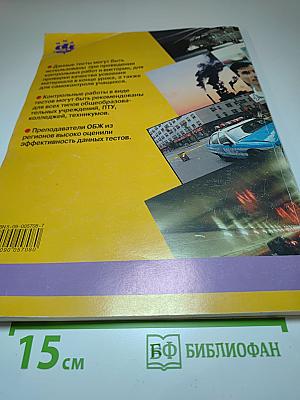 • Данные тесты могут быть
использованы при проведении
контрольных работ и викторин, для
проверки качества усвоения
материала в конце урока, а также
для самоконтроля учащихся.
• Контрольные работы в виде
тестов могут быть рекомендованы
для всех типов общеобразова-
тельных учреждений, ПТУ,
колледжей, техникумов.
• Преподаватели ОБЖ из
регионов высоко оценили
эффективность данных тестов.
15 СМ
БФ БИБЛИОФАН